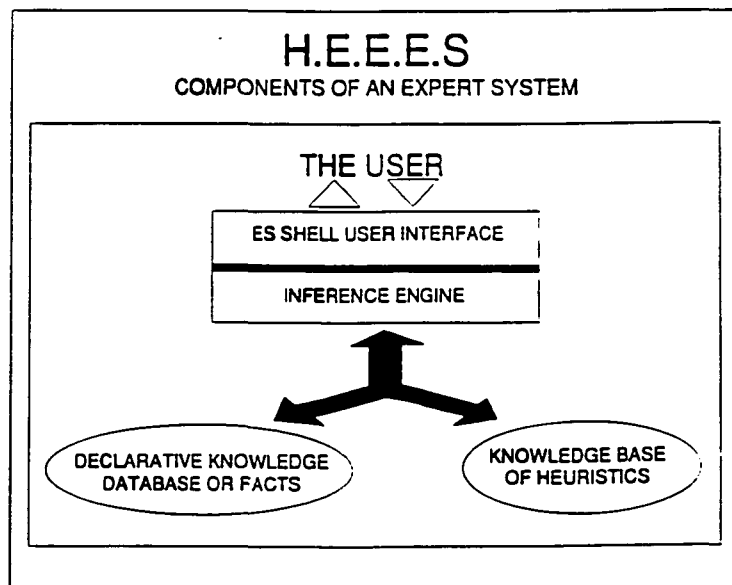 H.E.E.E.S
COMPONENTS OF AN EXPERT SYSTEM
THE USER
ES SHELL USER INTERFACE
INFERENCE ENGINE
DECLARATIVE KNOWLEDGE
DATABASE OR FACTS
KNOWLEDGE BASE
OF HEURISTICS